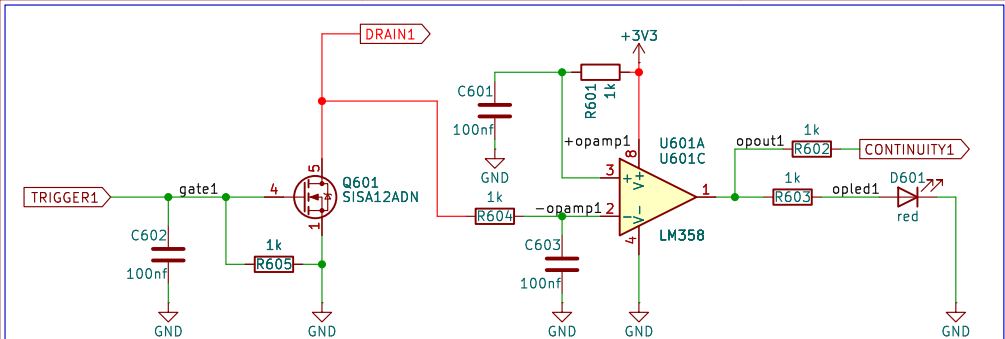 DRAIN1
+3V3
C601
100nf
GND
R601
1k
+opamp1
U601A
U601C
8
V+
3
+
opout1
1k
R602
CONTINUITY1
5
Q601
SISA12ADN
TRIGGER1
gate1
4
1
1k
R604
-opamp1
2
-
V-
4
1
LM358
1k
R603
opled1
D601
red
C602
100nf
1k
R605
C603
100nf
GND
GND
GND
GND
GND